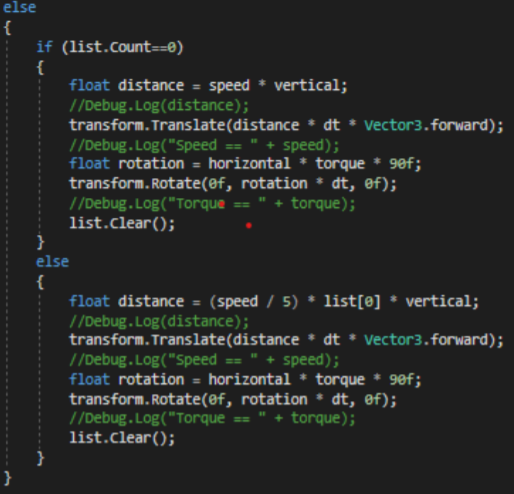 else
{
if (list.Count==0)
{
float distance = speed * vertical;
//Debug.Log(distance);
transform.Translate(distance * dt * Vector3.forward);
//Debug.Log("Speed == " + speed);
float rotation = horizontal * torque * 90f;
transform.Rotate(0f, rotation * dt, 0f);
//Debug.Log("Torque == " + torque);
list.Clear();
}
else
{
float distance = (speed / 5) * list[0] * vertical;
//Debug.Log(distance);
transform.Translate(distance * dt * Vector3.forward);
//Debug.Log("Speed == " + speed);
float rotation = horizontal * torque * 90f;
transform.Rotate(0f, rotation * dt, 0f);
//Debug.Log("Torque == " + torque);
list.Clear();
}
}